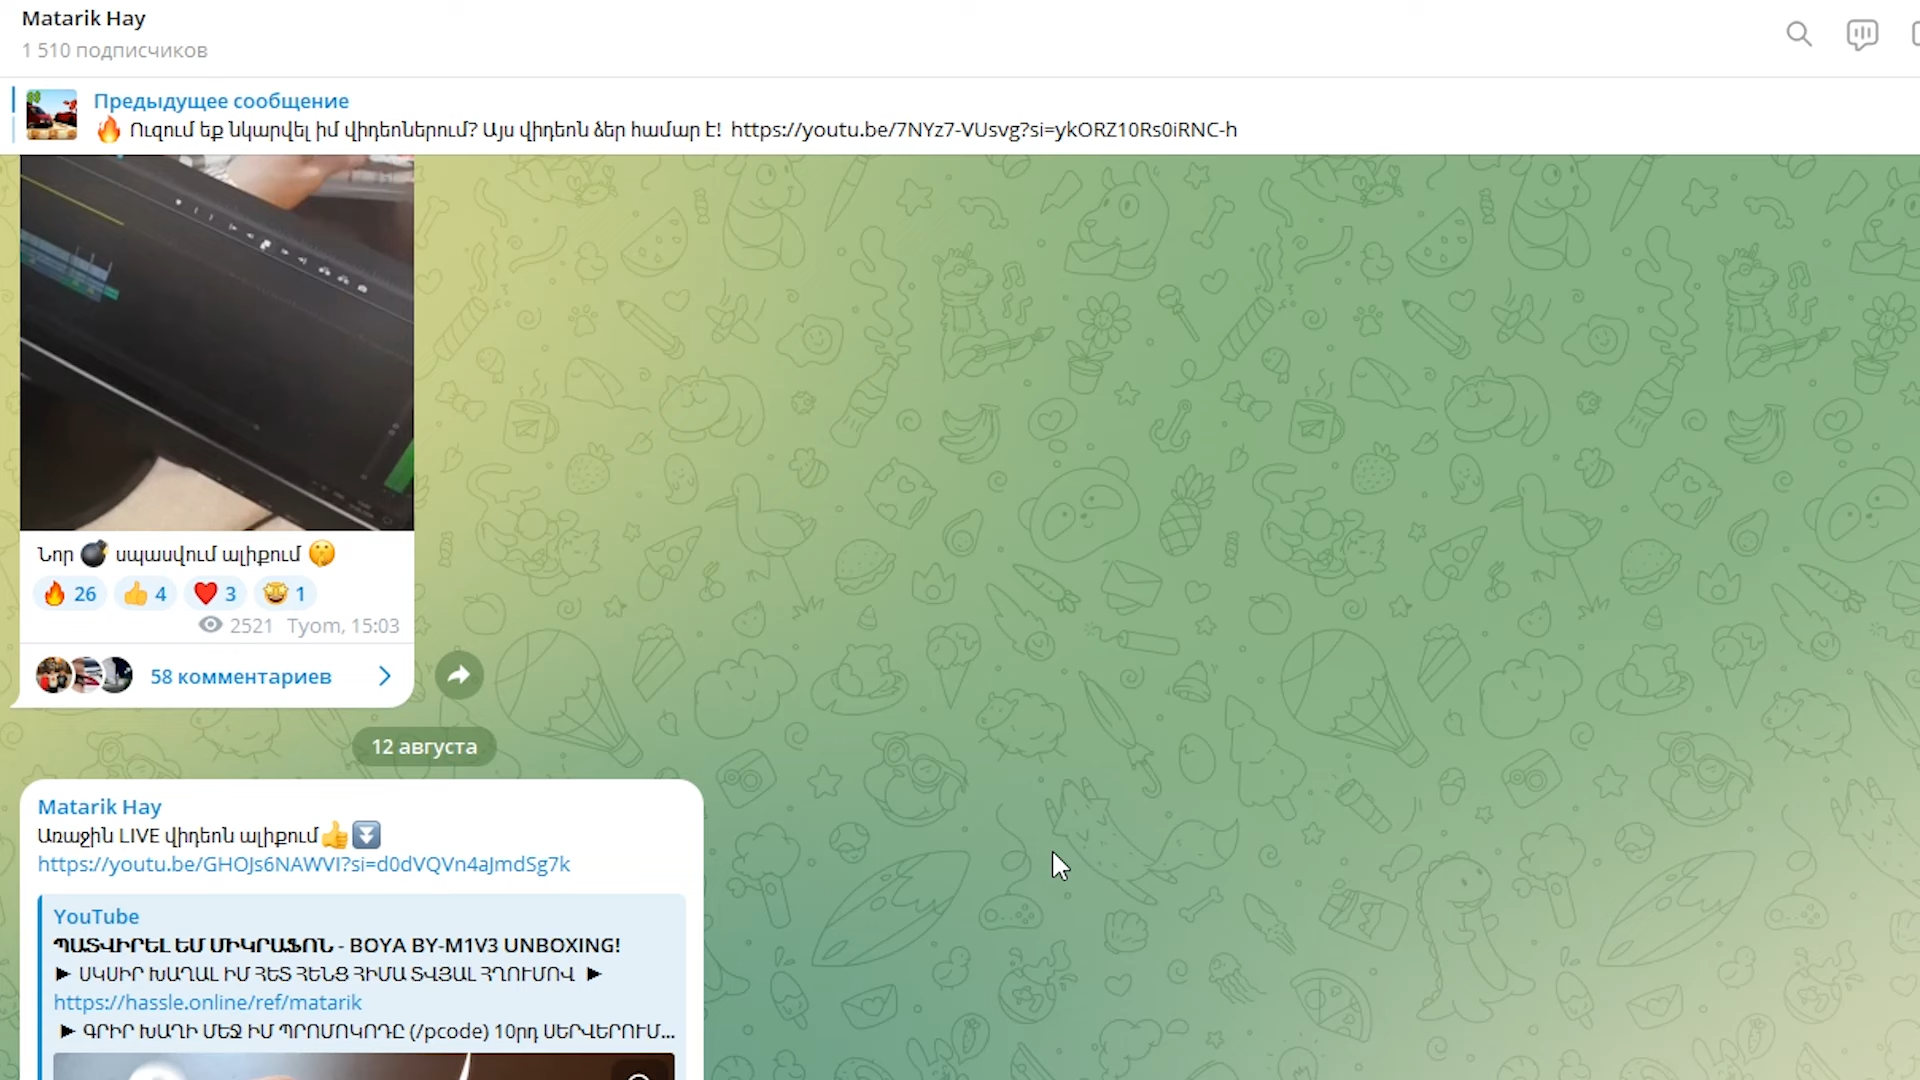 Matarik Hay
1 510 подписчиков
Предыдущее сообщение
🔥 Ուզում եք նկարվել իմ վիդեոներում? Այս վիդեոն ձեր համար է! https://youtu.be/7NYz7-VUsvg?si=ykORZ10Rs0iRNC-h
Նոր 💣 սպասվում ալիքում 🤫
🔥 26 👍 4 ❤️ 3 🤩 1
2521 Tyom, 15:03
58 комментариев
12 августа
Matarik Hay
Առաջին LIVE վիդեոն ալիքում👍⏬
https://youtu.be/GHOJs6NAWVI?si=d0dVQVn4aJmdSg7k
YouTube
ՊԱՏՎԻՐԵԼ ԵՄ ՄԻԿՐԱՖՈՆ - BOYA BY-M1V3 UNBOXING!
► ՍԿՍԻՐ ԽԱՂԱԼ ԻՄ ՀԵՏ ՀԵՆՑ ՀԻՄԱ ՏՎՅԱԼ ՀՂՈՒՄՈՎ ►
https://hassle.online/ref/matarik
► ԳՐԻՐ ԽԱՂԻ ՄԵՋ ԻՄ ՊՐՈՄՈԿՈԴԸ (/pcode) 10րդ ՍԵՐՎԵՐՈՒՄ...